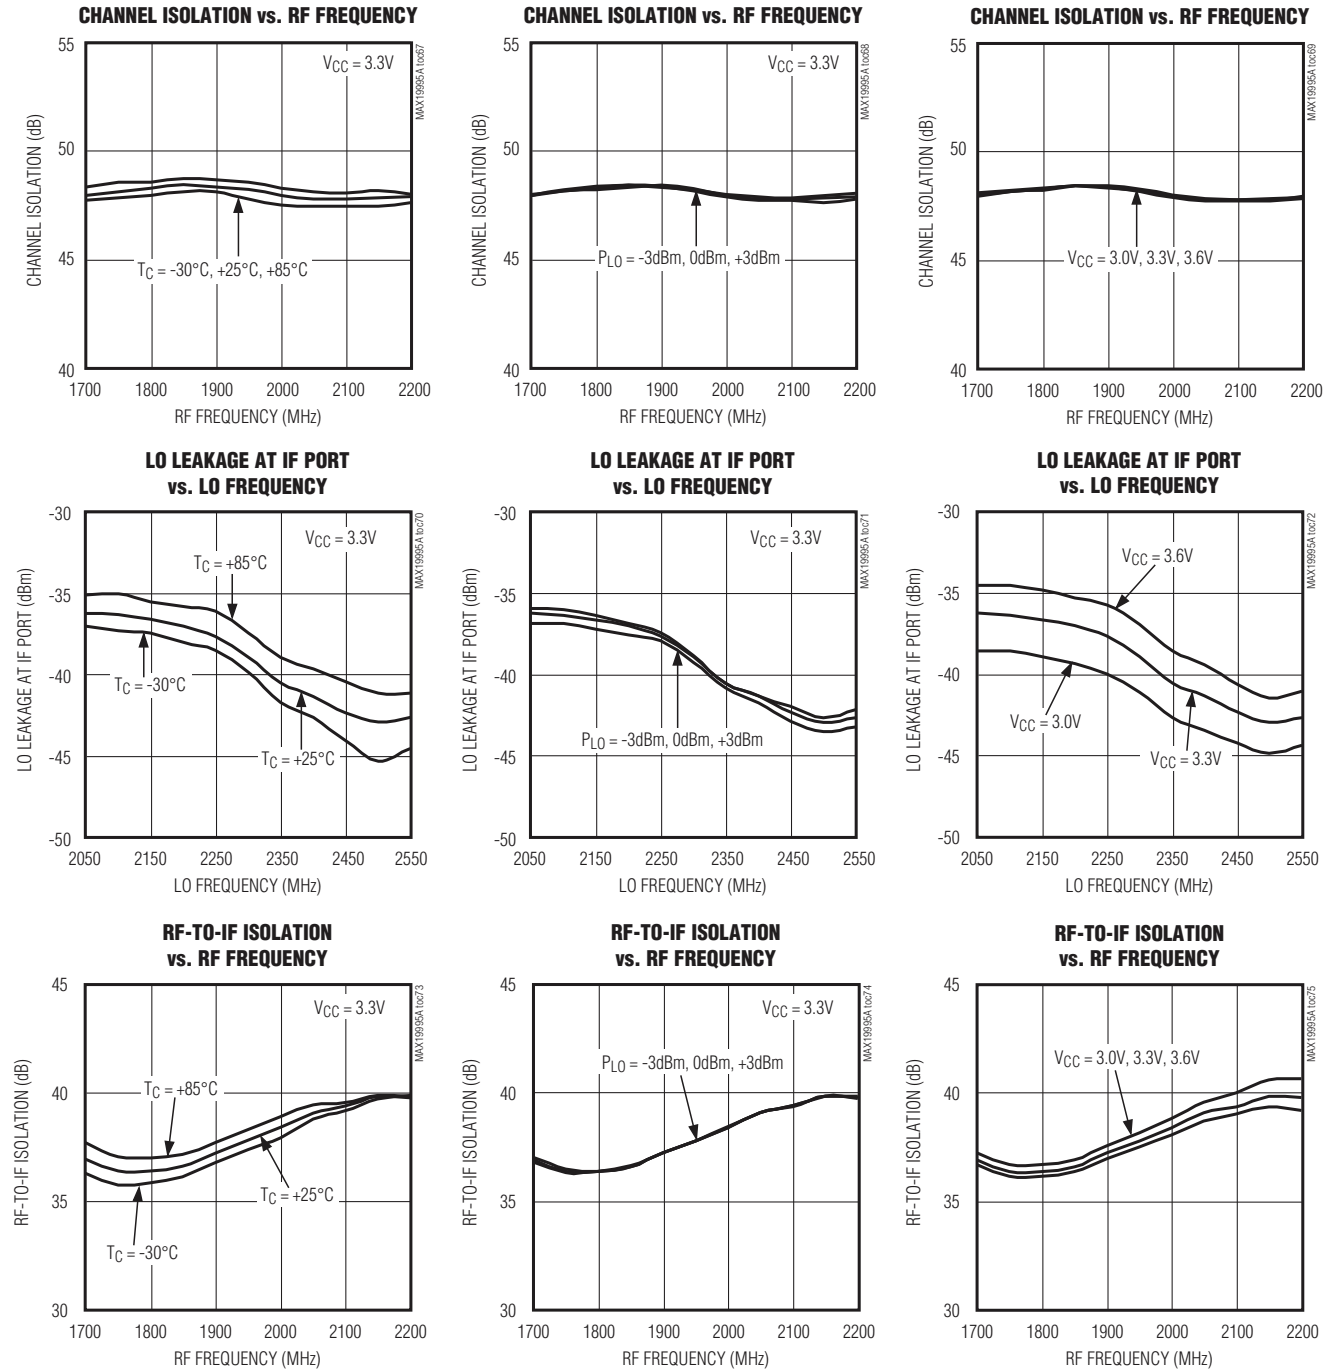 CHANNEL ISOLATION vs. RF FREQUENCY
55
50
45
40
CHANNEL ISOLATION (dB)
VCC = 3.3V
TC = -30°C, +25°C, +85°C
1700 1800 1900 2000 2100 2200
RF FREQUENCY (MHz)
MAX19995A toc67
CHANNEL ISOLATION vs. RF FREQUENCY
55
50
45
40
CHANNEL ISOLATION (dB)
VCC = 3.3V
PLO = -3dBm, 0dBm, +3dBm
1700 1800 1900 2000 2100 2200
RF FREQUENCY (MHz)
MAX19995A toc68
CHANNEL ISOLATION vs. RF FREQUENCY
55
50
45
40
CHANNEL ISOLATION (dB)
VCC = 3.0V, 3.3V, 3.6V
1700 1800 1900 2000 2100 2200
RF FREQUENCY (MHz)
MAX19995A toc69
LO LEAKAGE AT IF PORT
vs. LO FREQUENCY
-30
-35
-40
-45
-50
LO LEAKAGE AT IF PORT (dBm)
VCC = 3.3V
TC = +85°C
TC = -30°C
TC = +25°C
2050 2150 2250 2350 2450 2550
LO FREQUENCY (MHz)
MAX19995A toc70
LO LEAKAGE AT IF PORT
vs. LO FREQUENCY
-30
-35
-40
-45
-50
LO LEAKAGE AT IF PORT (dBm)
VCC = 3.3V
PLO = -3dBm, 0dBm, +3dBm
2050 2150 2250 2350 2450 2550
LO FREQUENCY (MHz)
MAX19995A toc71
LO LEAKAGE AT IF PORT
vs. LO FREQUENCY
-30
-35
-40
-45
-50
LO LEAKAGE AT IF PORT (dBm)
VCC = 3.6V
VCC = 3.0V
VCC = 3.3V
2050 2150 2250 2350 2450 2550
LO FREQUENCY (MHz)
MAX19995A toc72
RF-TO-IF ISOLATION
vs. RF FREQUENCY
45
40
35
30
RF-TO-IF ISOLATION (dB)
VCC = 3.3V
TC = +85°C
TC = +25°C
TC = -30°C
1700 1800 1900 2000 2100 2200
RF FREQUENCY (MHz)
MAX19995A toc73
RF-TO-IF ISOLATION
vs. RF FREQUENCY
45
40
35
30
RF-TO-IF ISOLATION (dB)
VCC = 3.3V
PLO = -3dBm, 0dBm, +3dBm
1700 1800 1900 2000 2100 2200
RF FREQUENCY (MHz)
MAX19995A toc74
RF-TO-IF ISOLATION
vs. RF FREQUENCY
45
40
35
30
RF-TO-IF ISOLATION (dB)
VCC = 3.0V, 3.3V, 3.6V
1700 1800 1900 2000 2100 2200
RF FREQUENCY (MHz)
MAX19995A toc75